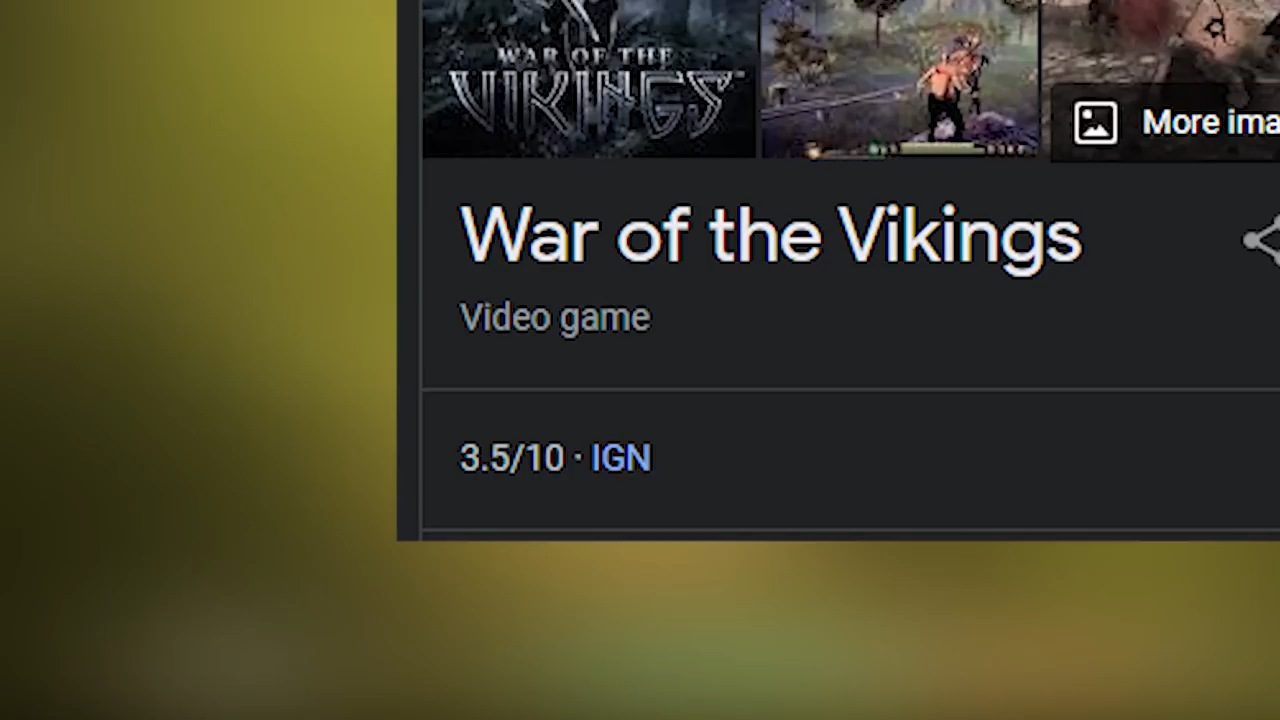 WAR OF THE
VIKINGS
More ima
War of the Vikings
Video game
3.5/10 · IGN